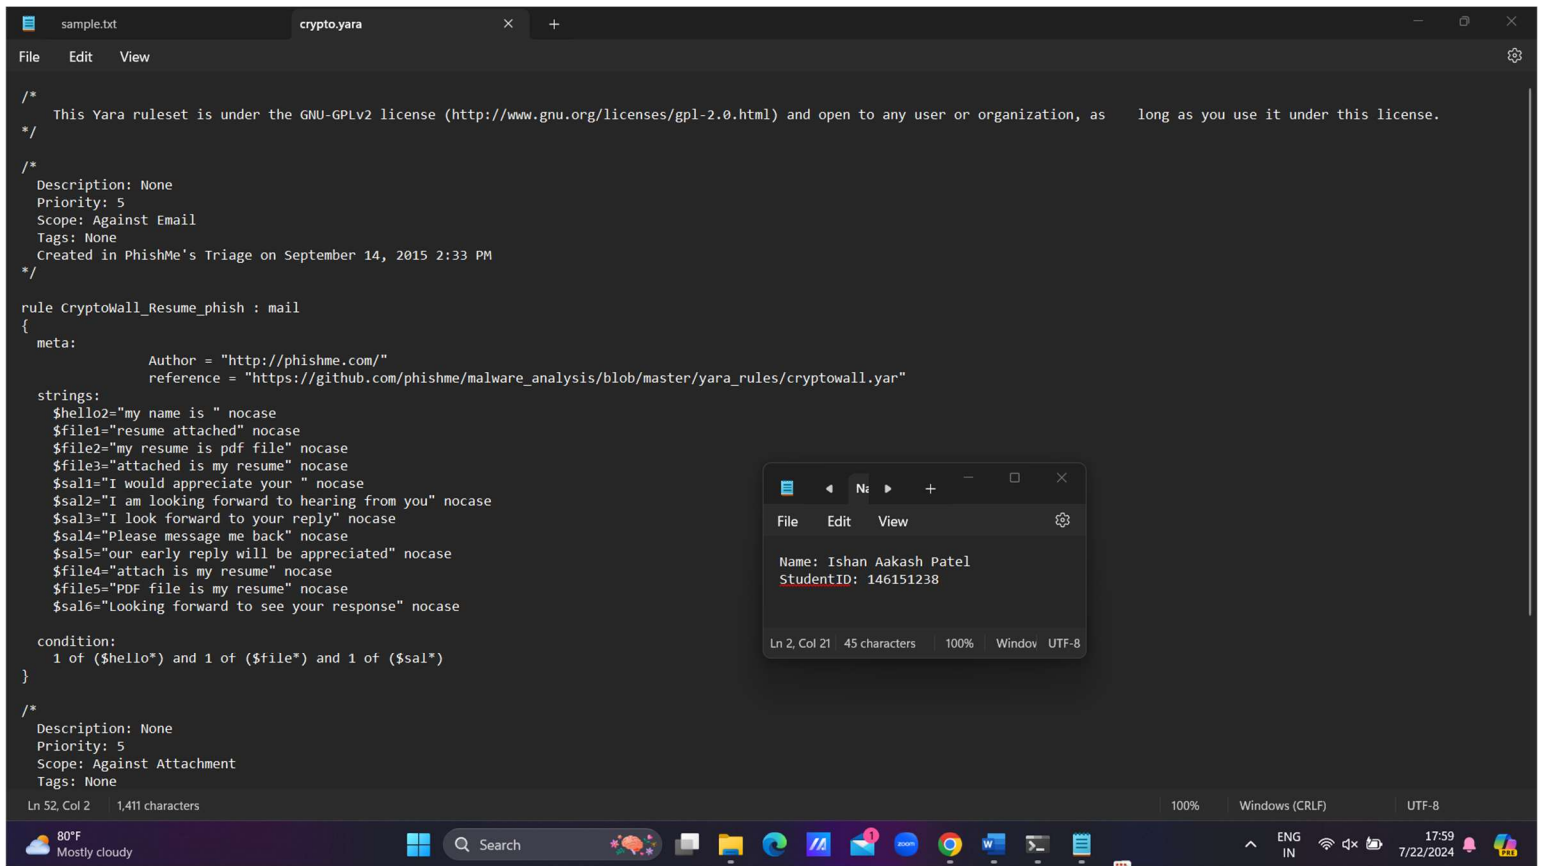 sample.txt
crypto.yara
File Edit View
/*
    This Yara ruleset is under the GNU-GPLv2 license (http://www.gnu.org/licenses/gpl-2.0.html) and open to any user or organization, as    long as you use it under this license.
*/
/*
  Description: None
  Priority: 5
  Scope: Against Email
  Tags: None
  Created in PhishMe's Triage on September 14, 2015 2:33 PM
*/
rule CryptoWall_Resume_phish : mail
{
  meta:
                Author = "http://phishme.com/"
                reference = "https://github.com/phishme/malware_analysis/blob/master/yara_rules/cryptowall.yar"
  strings:
    $hello2="my name is " nocase
    $file1="resume attached" nocase
    $file2="my resume is pdf file" nocase
    $file3="attached is my resume" nocase
    $sal1="I would appreciate your " nocase
    $sal2="I am looking forward to hearing from you" nocase
    $sal3="I look forward to your reply" nocase
    $sal4="Please message me back" nocase
    $sal5="our early reply will be appreciated" nocase
    $file4="attach is my resume" nocase
    $file5="PDF file is my resume" nocase
    $sal6="Looking forward to see your response" nocase
  condition:
    1 of ($hello*) and 1 of ($file*) and 1 of ($sal*)
}
/*
  Description: None
  Priority: 5
  Scope: Against Attachment
  Tags: None
Na
File Edit View
Name: Ishan Aakash Patel
StudentID: 146151238
Ln 2, Col 21 45 characters 100% Window UTF-8
Ln 52, Col 2 1,411 characters 100% Windows (CRLF) UTF-8
80°F
Mostly cloudy
Search
1
zoom
W
PRE
ENG
IN
17:59
7/22/2024